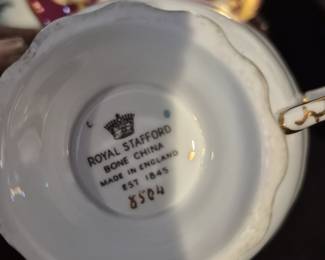 ROYAL STAFFORD
BONE CHINA
MADE IN ENGLAND
EST 1845
8504